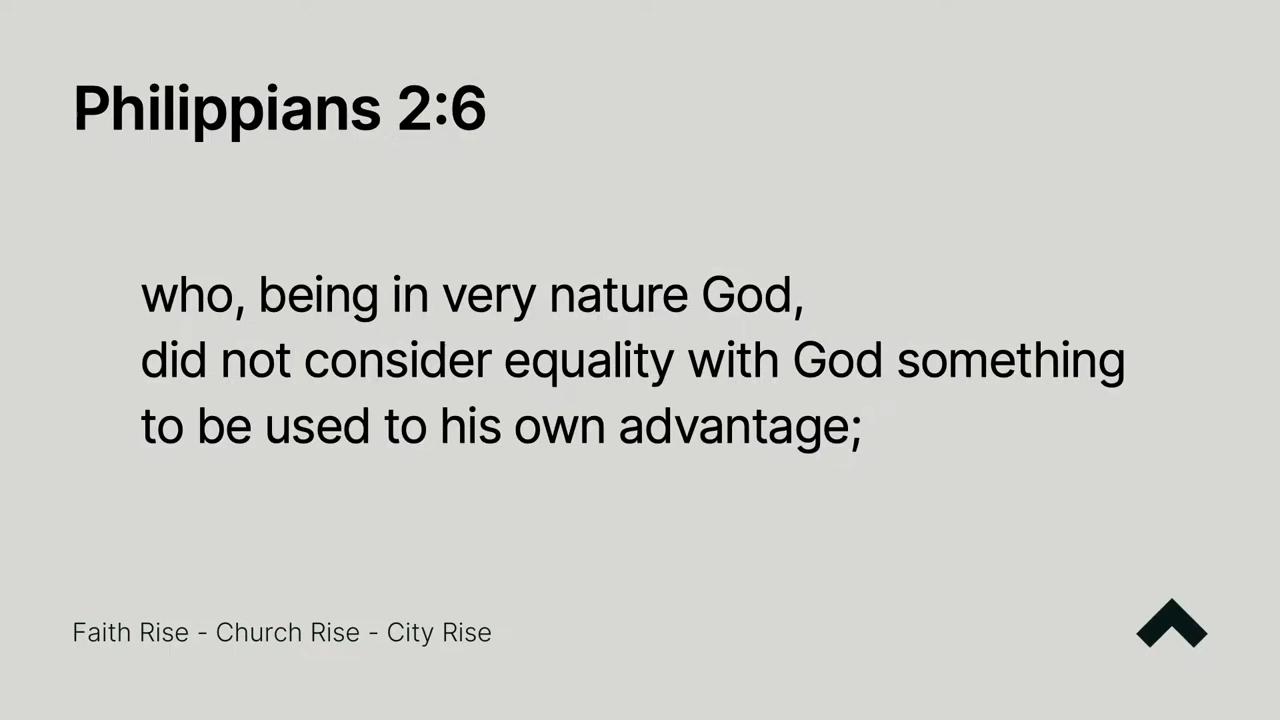 Philippians 2:6
who, being in very nature God,
did not consider equality with God something
to be used to his own advantage;
Faith Rise - Church Rise - City Rise